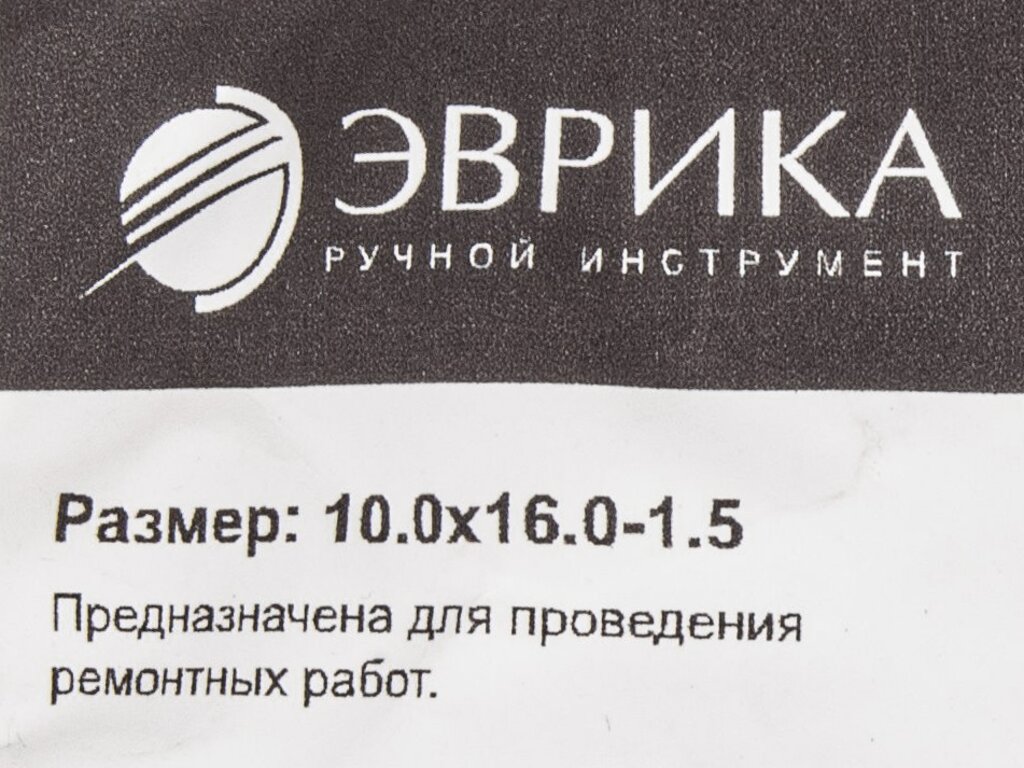 ЭВРИКА
РУЧНОЙ ИНСТРУМЕНТ
Размер: 10.0х16.0-1.5
Предназначена для проведения
ремонтных работ.